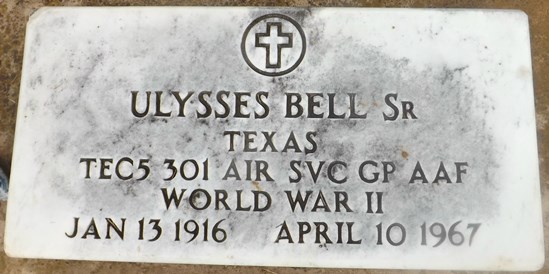 ULYSSES BELL SR
TEXAS
TEC5 301 AIR SVC GP AAF
WORLD WAR II
JAN 13 1916 APRIL 10 1967